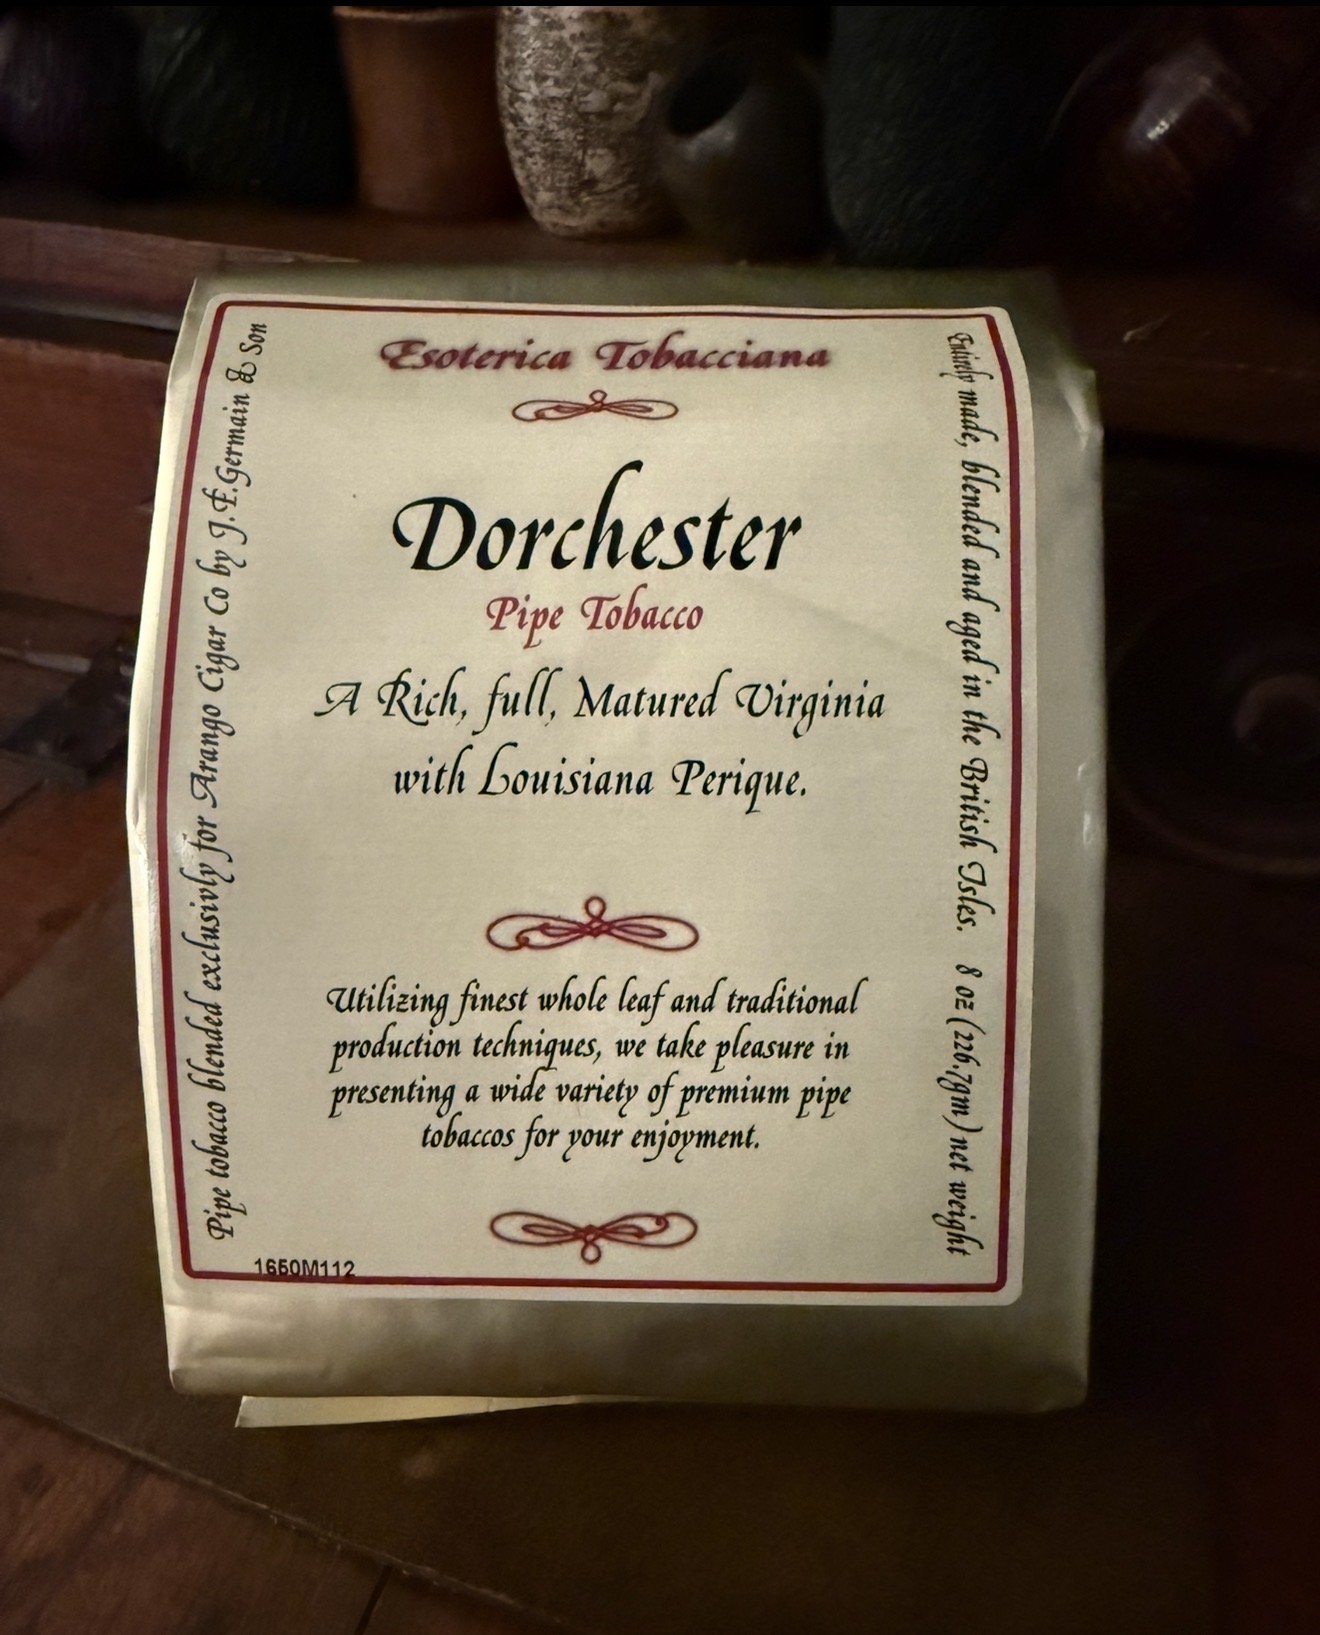 Esoterica Tobacciana
Dorchester
Pipe Tobacco
A Rich, full, Matured Virginia
with Louisiana Perique.
Utilizing finest whole leaf and traditional
production techniques, we take pleasure in
presenting a wide variety of premium pipe
tobaccos for your enjoyment.
Pipe tobacco blended exclusivly for Arango Cigar Co by J.F.Germain & Son
Entirely made, blended and aged in the British Isles. 8 oz (226.7gm) net weight
1650M112